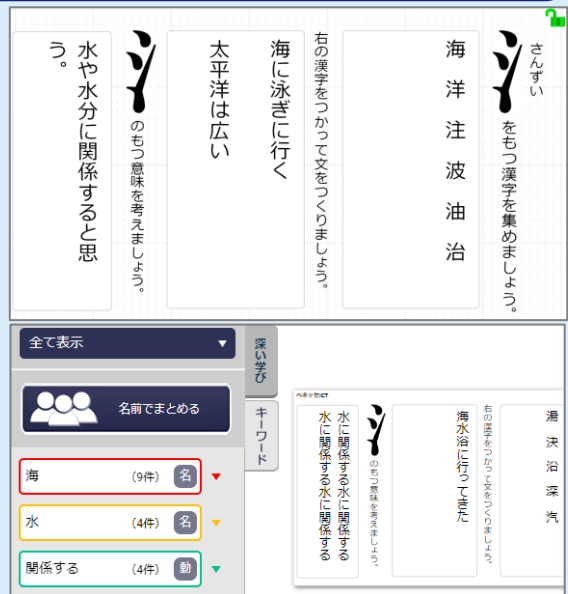 さんずい
氵をもつ漢字を集めましょう。
海 洋 注 波 油 治
右の漢字をつかって文をつくりましょう。
海に泳ぎに行く
太平洋は広い
氵のもつ意味を考えましょう。
水や水分に関係すると思
う。
全て表示 ▼
深い学び
キーワード
名前でまとめる
海 (9件) 名
水 (4件) 名
関係する (4件) 動
ベネッセICT
湯 決 沿 深 汽
右の漢字をつかって文をつくりましょう。
海水浴に行ってきた
氵のもつ意味を考えましょう。
水に関係する水に関係する
水に関係する水に関係する